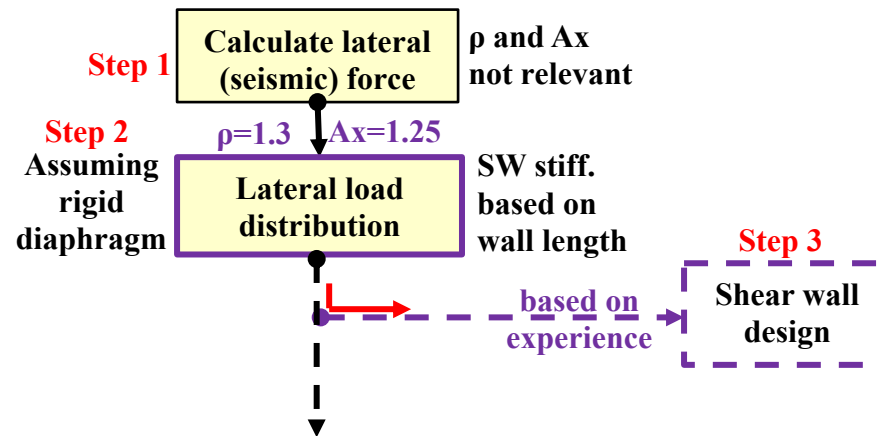 Step 1
Calculate lateral
(seismic) force
ρ and Ax
not relevant
Step 2
ρ=1.3
Ax=1.25
Assuming
rigid
diaphragm
Lateral load
distribution
SW stiff.
based on
wall length
Step 3
based on
experience
Shear wall
design